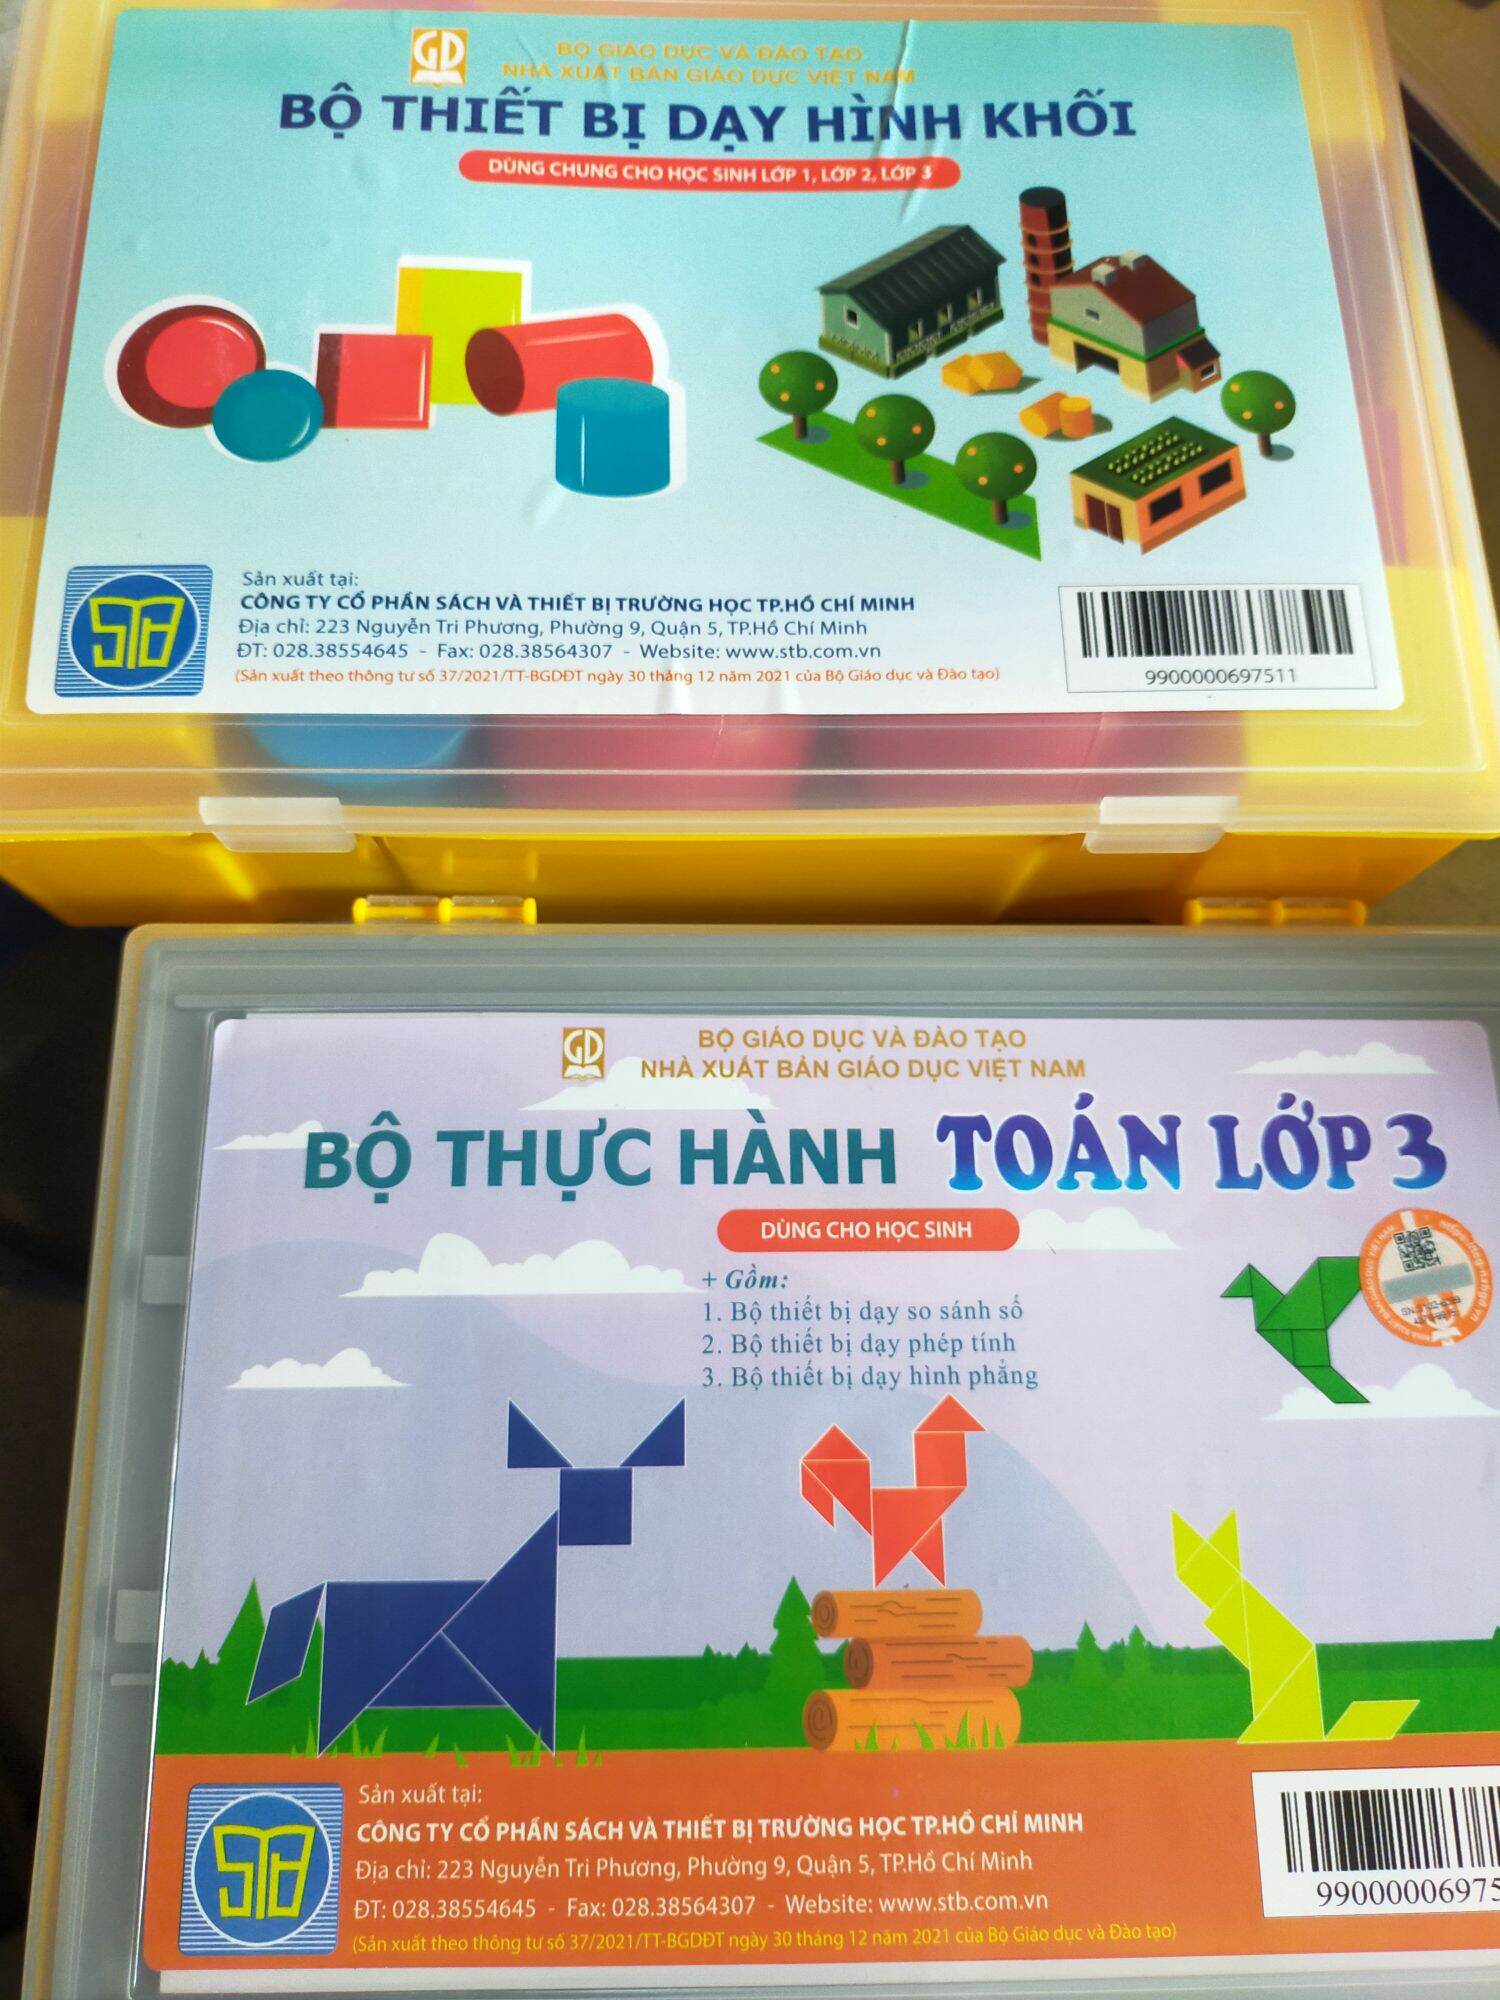 GD
BỘ GIÁO DỤC VÀ ĐÀO TẠO
NHÀ XUẤT BẢN GIÁO DỤC VIỆT NAM
BỘ THIẾT BỊ DẠY HÌNH KHỐI
DÙNG CHUNG CHO HỌC SINH LỚP 1, LỚP 2, LỚP 3
STB
Sản xuất tại:
CÔNG TY CỔ PHẦN SÁCH VÀ THIẾT BỊ TRƯỜNG HỌC TP.HỒ CHÍ MINH
Địa chỉ: 223 Nguyễn Tri Phương, Phường 9, Quận 5, TP.Hồ Chí Minh
ĐT: 028.38554645 - Fax: 028.38564307 - Website: www.stb.com.vn
(Sản xuất theo thông tư số 37/2021/TT-BGDĐT ngày 30 tháng 12 năm 2021 của Bộ Giáo dục và Đào tạo)
9900000697511
GD
BỘ GIÁO DỤC VÀ ĐÀO TẠO
NHÀ XUẤT BẢN GIÁO DỤC VIỆT NAM
BỘ THỰC HÀNH TOÁN LỚP 3
DÙNG CHO HỌC SINH
+ Gồm:
1. Bộ thiết bị dạy so sánh số
2. Bộ thiết bị dạy phép tính
3. Bộ thiết bị dạy hình phẳng
STB
Sản xuất tại:
CÔNG TY CỔ PHẦN SÁCH VÀ THIẾT BỊ TRƯỜNG HỌC TP.HỒ CHÍ MINH
Địa chỉ: 223 Nguyễn Tri Phương, Phường 9, Quận 5, TP.Hồ Chí Minh
ĐT: 028.38554645 - Fax: 028.38564307 - Website: www.stb.com.vn
(Sản xuất theo thông tư số 37/2021/TT-BGDĐT ngày 30 tháng 12 năm 2021 của Bộ Giáo dục và Đào tạo)
99000006975